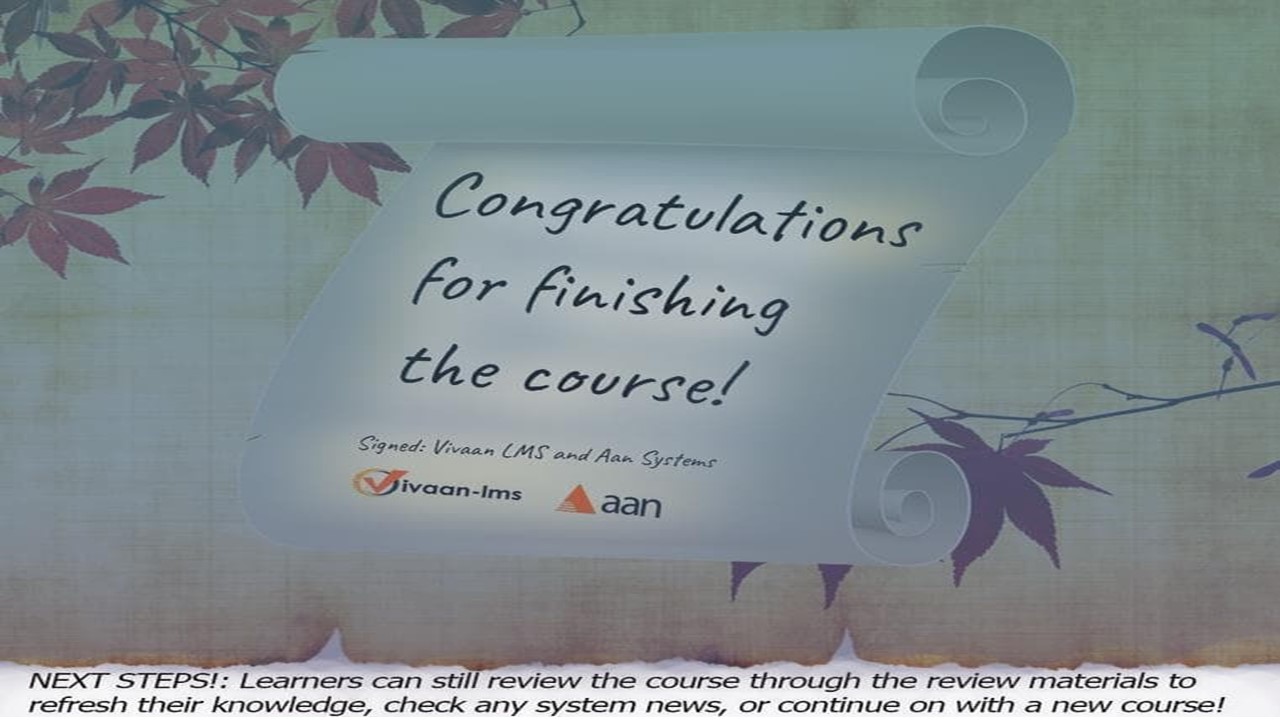 Congratulations
for finishing
the course!
Signed: Vivaan LMS and Aan Systems
Vivaan-lms
aan
NEXT STEPS!: Learners can still review the course through the review materials to
refresh their knowledge, check any system news, or continue on with a new course!